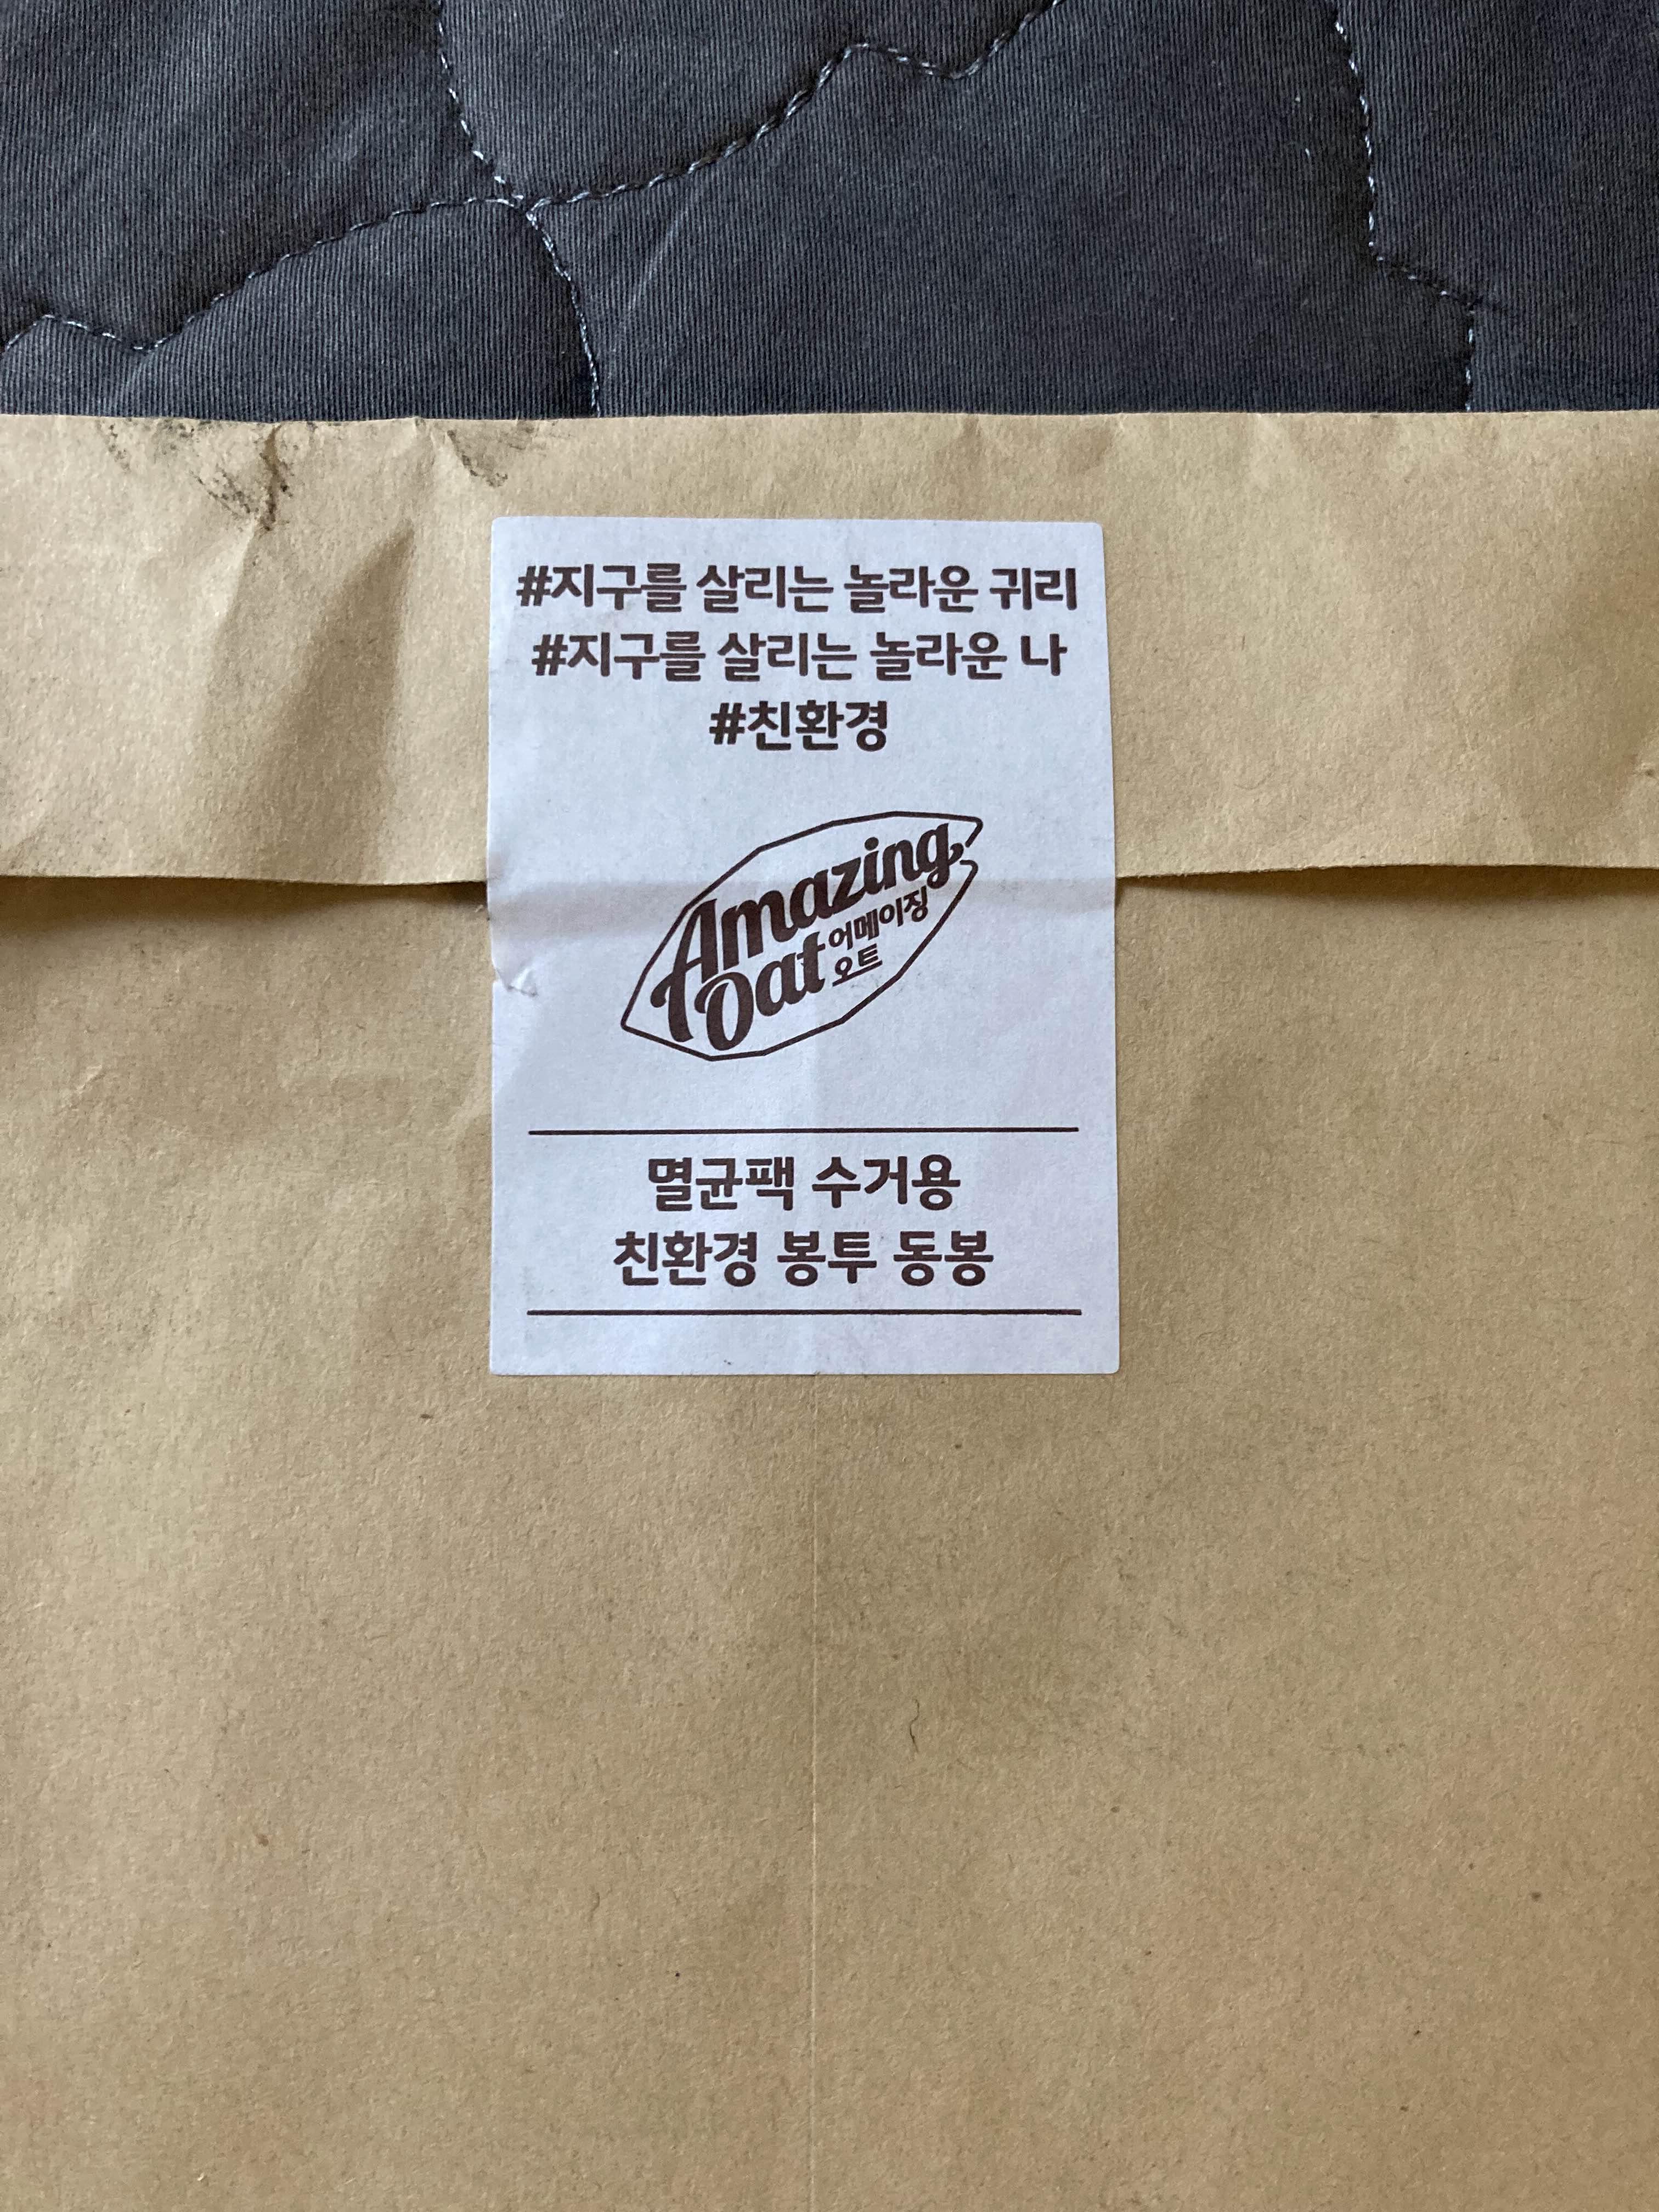 #지구를 살리는 놀라운 귀리
#지구를 살리는 놀라운 나
#친환경
Amazing
Oat 어메이징
오트
멸균팩 수거용
친환경 봉투 동봉